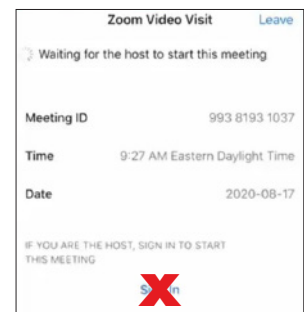 Zoom Video Visit Leave
Waiting for the host to start this meeting
Meeting ID 993 8193 1037
Time 9:27 AM Eastern Daylight Time
Date 2020-08-17
IF YOU ARE THE HOST, SIGN IN TO START
THIS MEETING